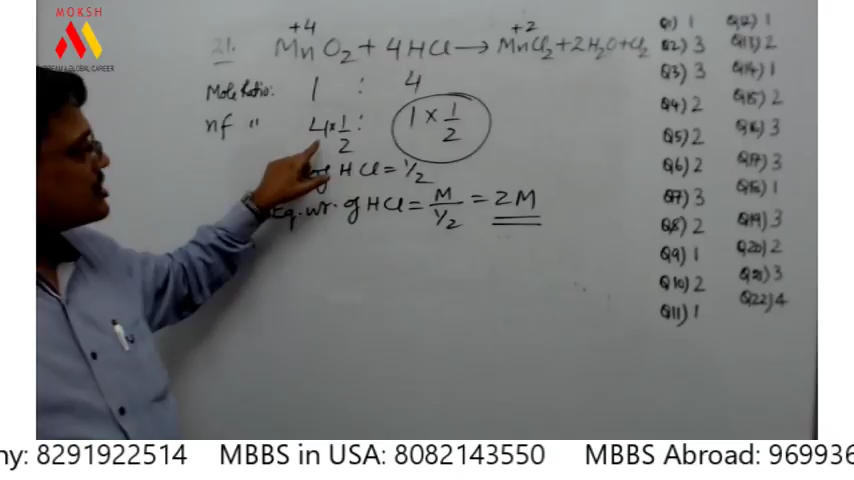 MOKSH
DREAM A GLOBAL CAREER
21. MnO₂ + 4HCl → MnCl₂ + 2H₂O + Cl₂
+4 +2
Mole Ratio: 1 : 4
nf " 4 × 1/2 : 1 × 1/2
HCl = 1/2
Eq. wt. of HCl = M / 1/2 = 2M
Q1) 1
Q2) 3
Q3) 3
Q4) 2
Q5) 2
Q6) 2
Q7) 3
Q8) 2
Q9) 1
Q10) 2
Q11) 1
Q12) 1
Q13) 2
Q14) 1
Q15) 2
Q16) 3
Q17) 3
Q18) 1
Q19) 3
Q20) 2
Q21) 3
Q22) 4
ny: 8291922514 MBBS in USA: 8082143550 MBBS Abroad: 969936